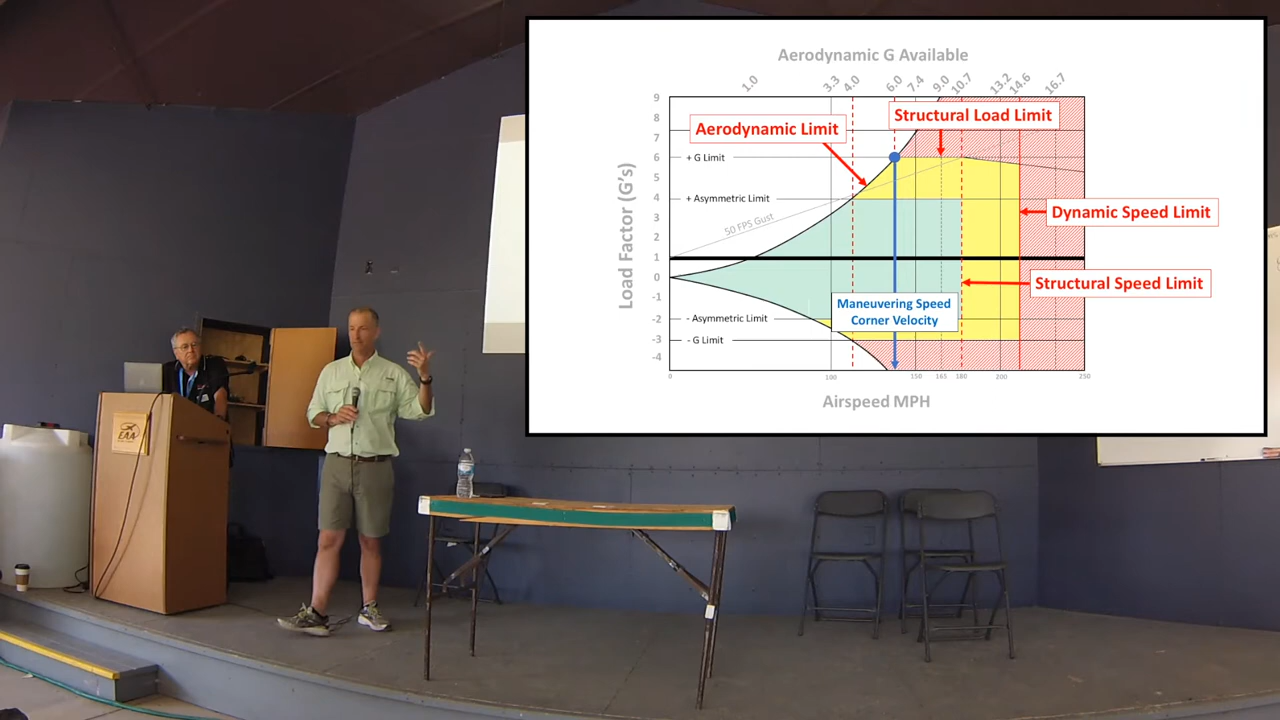 Aerodynamic G Available
1.0 3.3 4.0 6.0 7.4 9.0 10.7 13.2 14.6 16.7
9
8
7
6
5
4
3
2
1
0
-1
-2
-3
-4
Load Factor (G's)
Structural Load Limit
Aerodynamic Limit
+ G Limit
+ Asymmetric Limit
50 FPS Gust
Dynamic Speed Limit
Structural Speed Limit
Maneuvering Speed
Corner Velocity
- Asymmetric Limit
- G Limit
0 100 150 165 180 200 250
Airspeed MPH
EAA